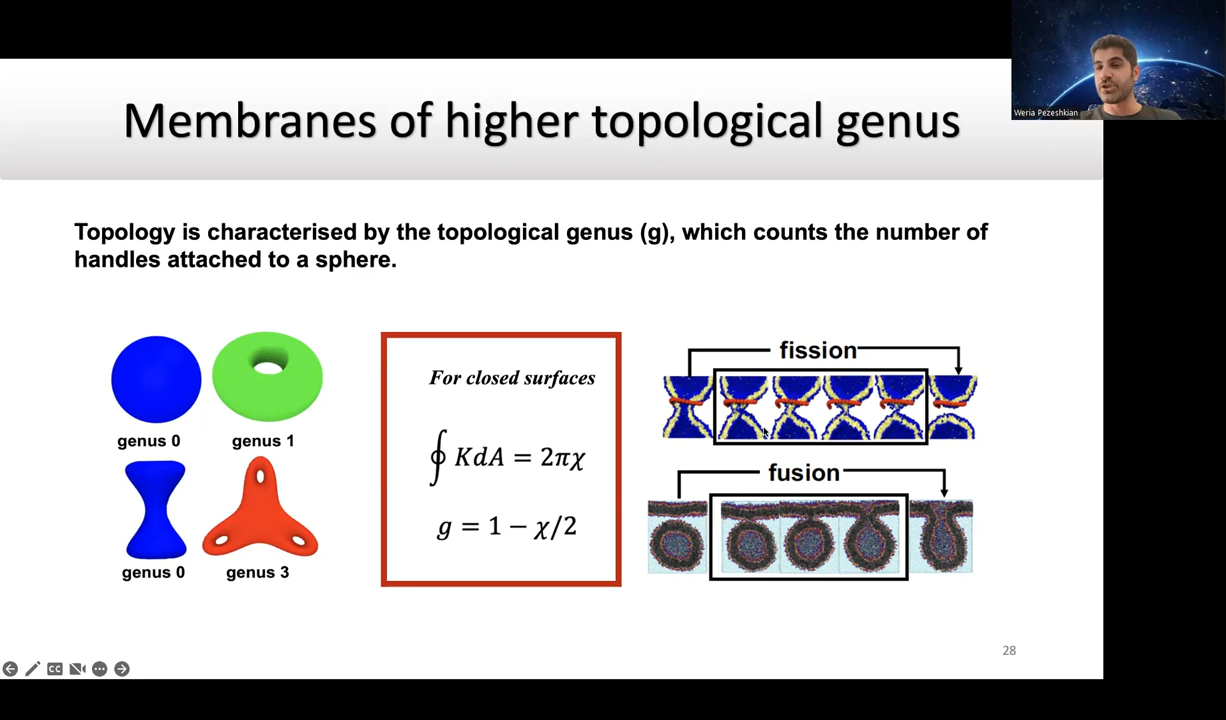 Membranes of higher topological genus
Weria Pezeshkian
Topology is characterised by the topological genus (g), which counts the number of
handles attached to a sphere.
genus 0
genus 1
genus 0
genus 3
For closed surfaces
∮ KdA = 2πχ
g = 1 − χ/2
fission
fusion
28
CC